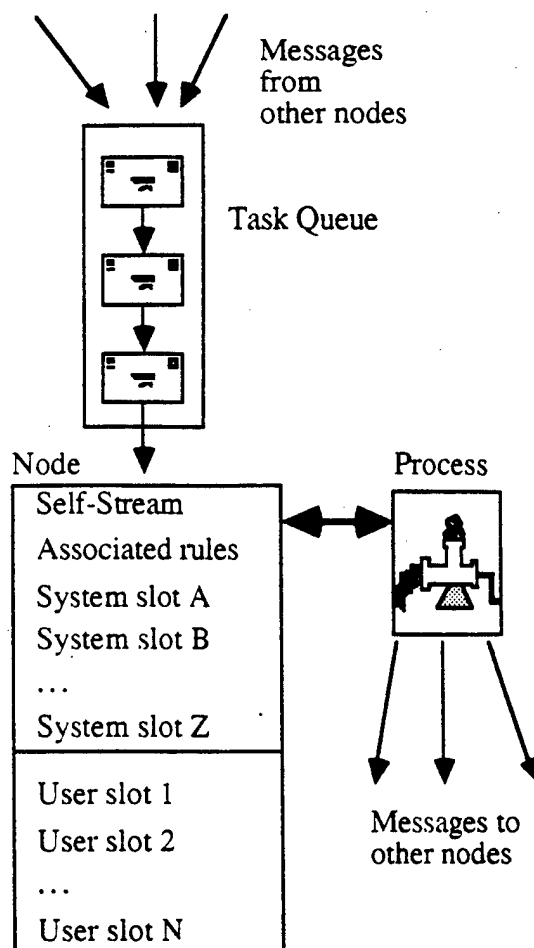 Messages
from
other nodes
Task Queue
Node
Process
Self-Stream
Associated rules
System slot A
System slot B
...
System slot Z
User slot 1
User slot 2
...
User slot N
Messages to
other nodes